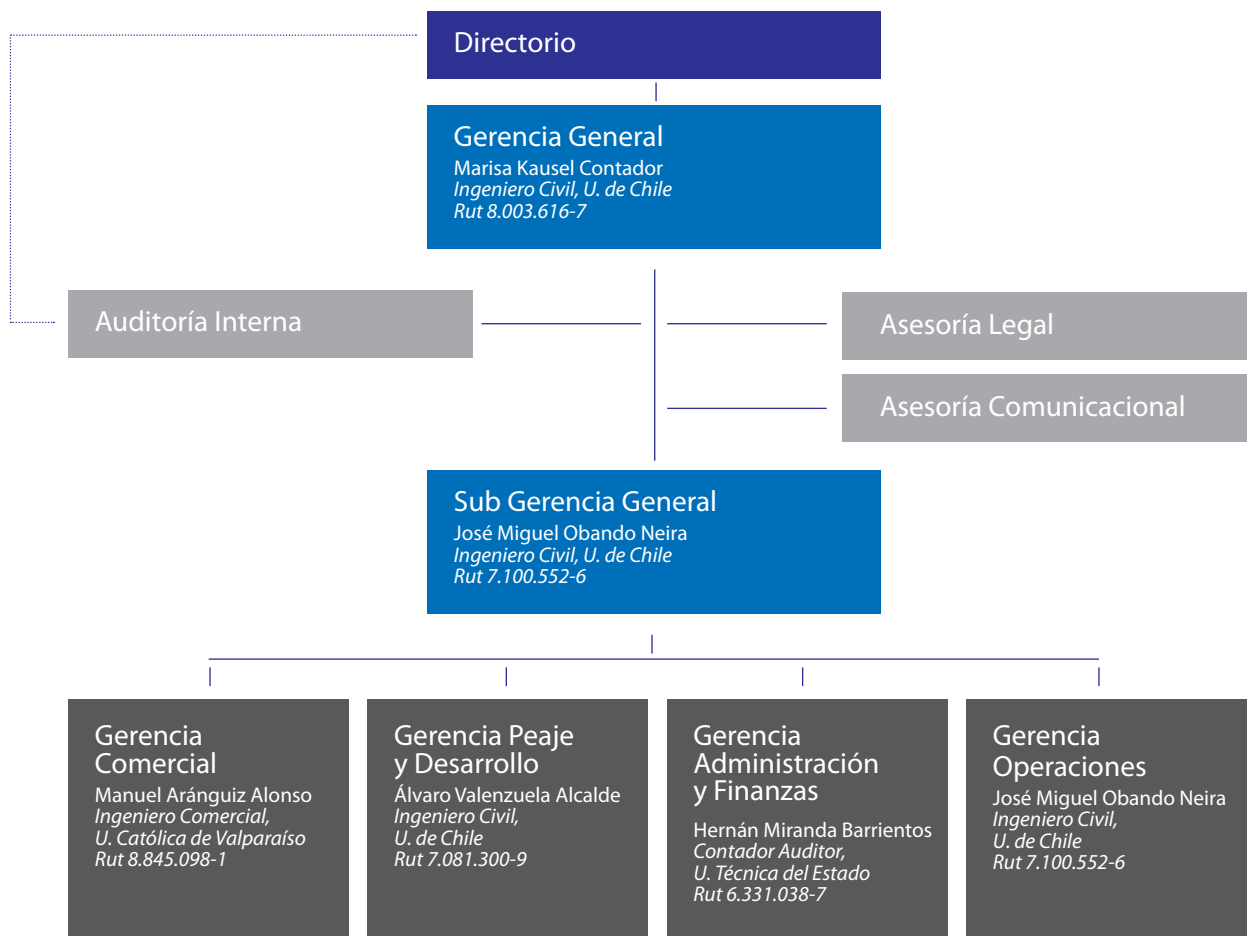 Directorio
Gerencia General
Marisa Kausel Contador
Ingeniero Civil, U. de Chile
Rut 8.003.616-7
Auditoría Interna
Asesoría Legal
Asesoría Comunicacional
Sub Gerencia General
José Miguel Obando Neira
Ingeniero Civil, U. de Chile
Rut 7.100.552-6
Gerencia
Comercial
Manuel Aránguiz Alonso
Ingeniero Comercial,
U. Católica de Valparaíso
Rut 8.845.098-1
Gerencia Peaje
y Desarrollo
Álvaro Valenzuela Alcalde
Ingeniero Civil,
U. de Chile
Rut 7.081.300-9
Gerencia
Administración
y Finanzas
Hernán Miranda Barrientos
Contador Auditor,
U. Técnica del Estado
Rut 6.331.038-7
Gerencia
Operaciones
José Miguel Obando Neira
Ingeniero Civil,
U. de Chile
Rut 7.100.552-6